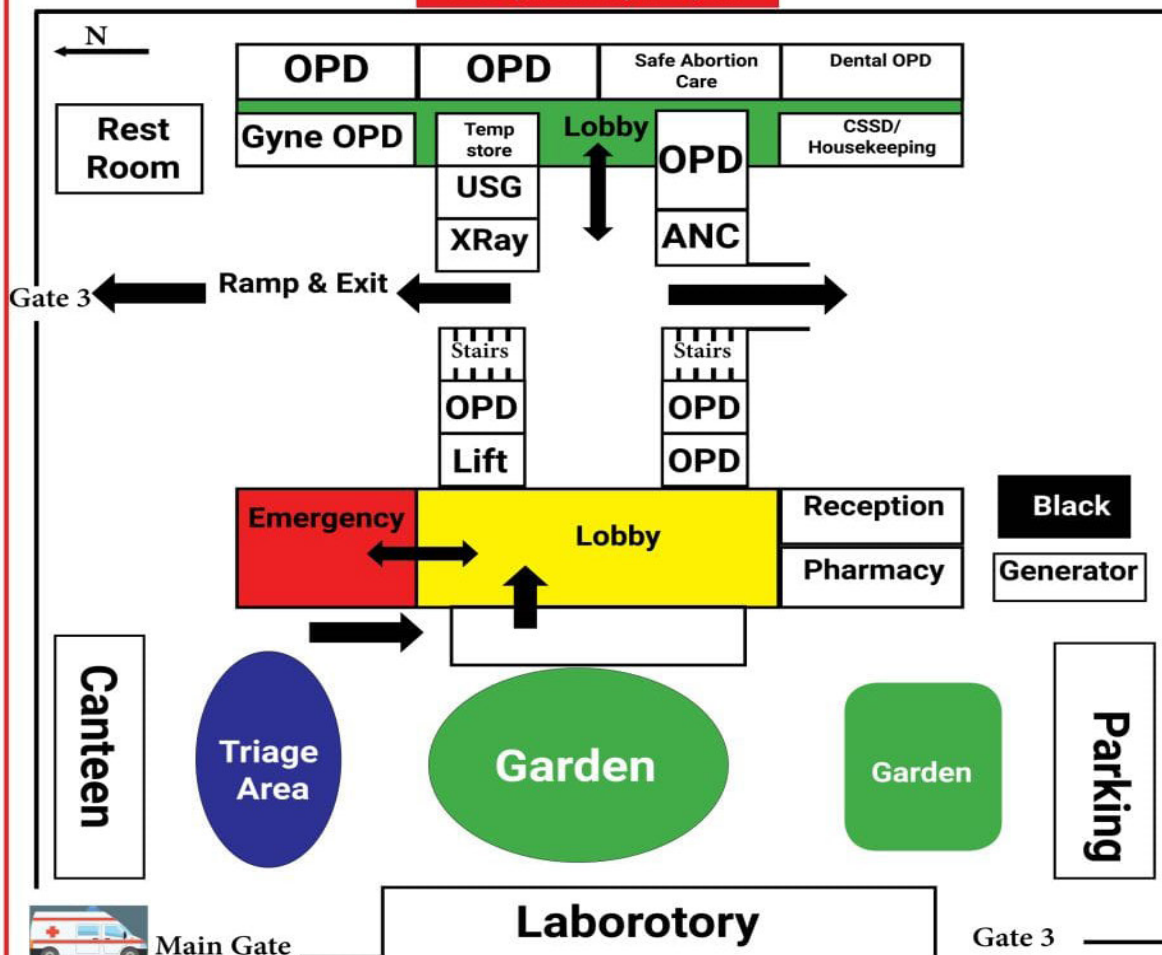 N
OPD
OPD
Safe Abortion
Care
Dental OPD
Rest
Room
Gyne OPD
Temp
store
Lobby
OPD
CSSD/
Housekeeping
USG
XRay
ANC
Ramp & Exit
Gate 3
Stairs
Stairs
OPD
OPD
Lift
OPD
Emergency
Lobby
Reception
Black
Pharmacy
Generator
Canteen
Triage
Area
Garden
Garden
Parking
Laborotory
Main Gate
Gate 3